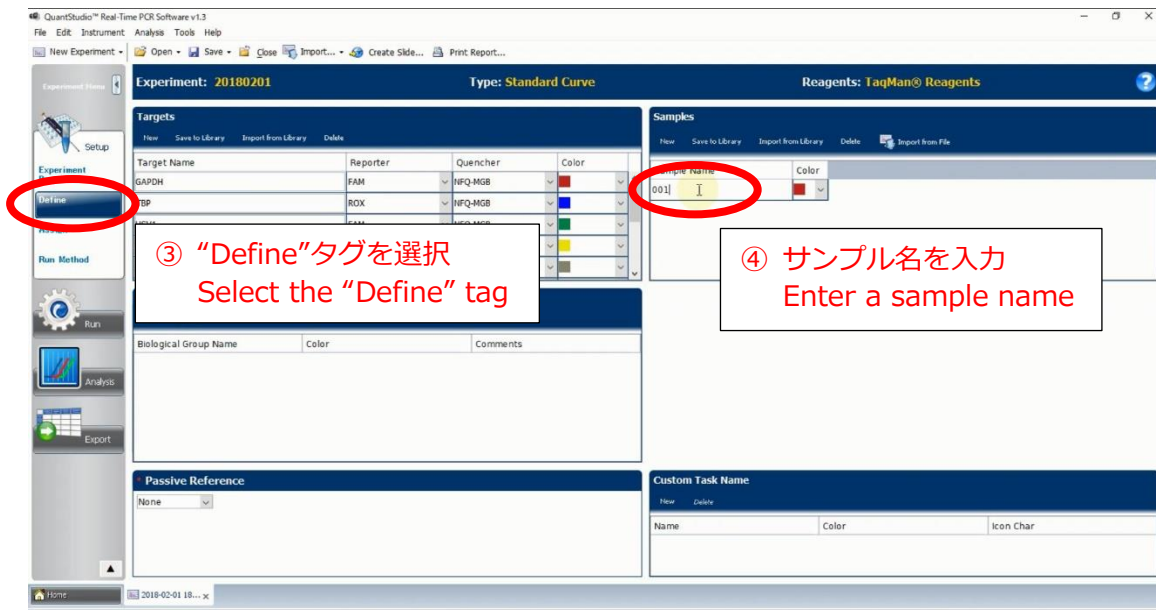 QuantStudio™ Real-Time PCR Software v1.3
File Edit Instrument Analysis Tools Help
New Experiment Open Save Close Import... Create Slide... Print Report...
Experiment Menu
Experiment: 20180201 Type: Standard Curve Reagents: TaqMan® Reagents
Setup
Experiment
Define
Run Method
Run
Analysis
Export
Targets
New Save to Library Import from Library Delete
Target Name Reporter Quencher Color
GAPDH FAM NFQ-MGB
TBP ROX NFQ-MGB
③ “Define”タグを選択
Select the “Define” tag
Samples
New Save to Library Import from Library Delete Import from File
Sample Name Color
001
④ サンプル名を入力
Enter a sample name
Biological Group Name Color Comments
* Passive Reference
None
Custom Task Name
New Delete
Name Color Icon Char
Home 2018-02-01 18... x